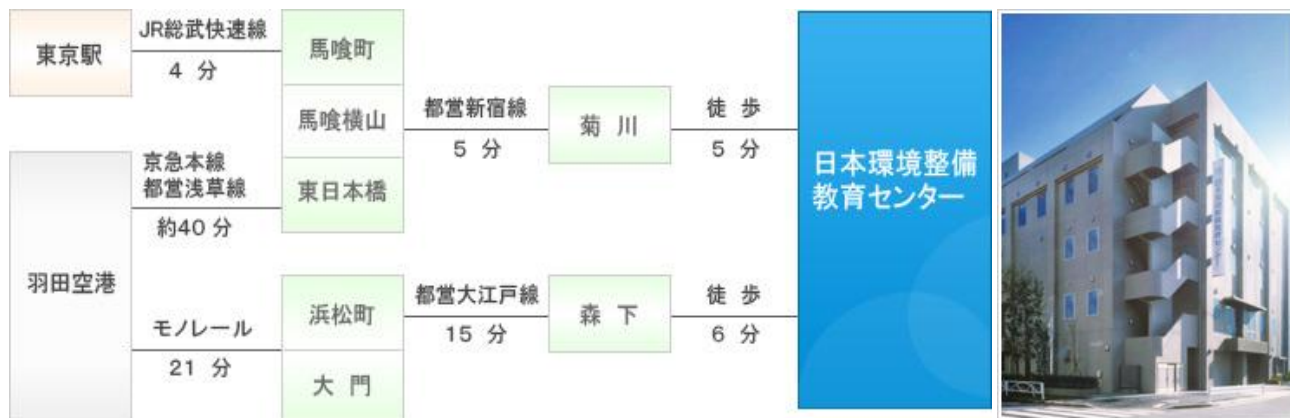 東京駅
JR総武快速線
4 分
馬喰町
馬喰横山
東日本橋
都営新宿線
5 分
菊 川
徒 歩
5 分
日本環境整備
教育センター
羽田空港
京急本線
都営浅草線
約40 分
モノレール
21 分
浜松町
大 門
都営大江戸線
15 分
森 下
徒 歩
6 分